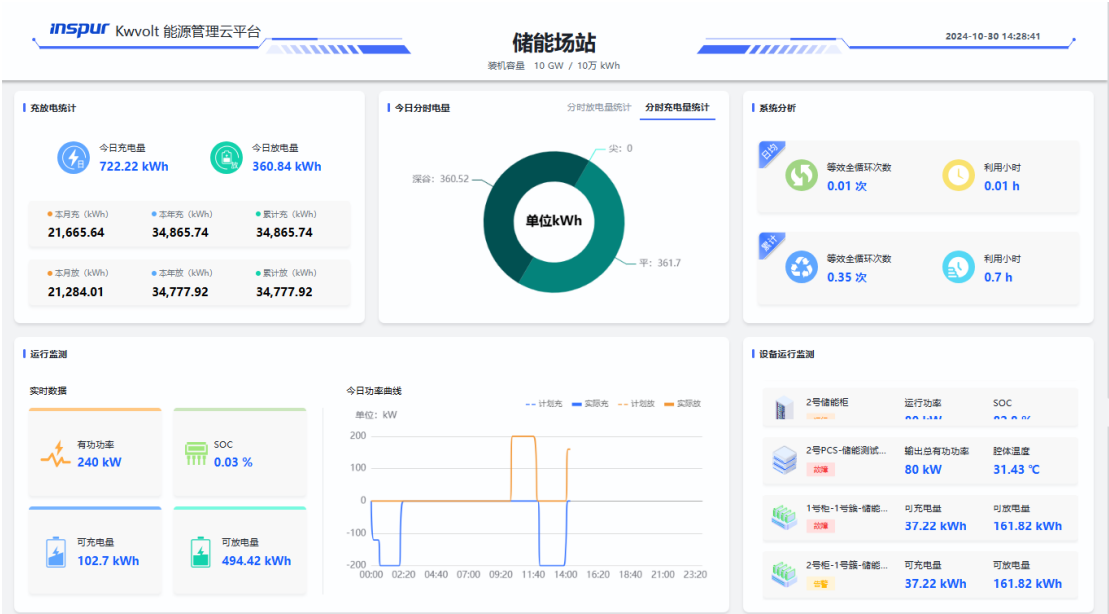 inspur Kwvolt 能源管理云平台
储能场站
装机容量 10 GW / 10万 kWh
2024-10-30 14:28:41
充放电统计
今日充电量
722.22 kWh
今日放电量
360.84 kWh
本月充（kWh） 本年充（kWh） 累计充（kWh）
21,665.64 34,865.74 34,865.74
本月放（kWh） 本年放（kWh） 累计放（kWh）
21,284.01 34,777.92 34,777.92
今日分时电量
分时放电量统计 分时充电量统计
尖: 0
深谷: 360.52
单位kWh
平: 361.7
系统分析
日均
等效全循环次数
0.01 次
利用小时
0.01 h
累计
等效全循环次数
0.35 次
利用小时
0.7 h
运行监测
实时数据
有功功率
240 kW
SOC
0.03 %
可充电量
102.7 kWh
可放电量
494.42 kWh
今日功率曲线
计划充 实际充 计划放 实际放
单位: kW
200
100
0
-100
-200
00:00 02:20 04:40 07:00 09:20 11:40 14:00 16:20 18:40 21:00 23:20
设备运行监测
2号储能柜 运行功率 SOC
2号PCS-储能测试... 输出总有功功率 腔体温度
故障 80 kW 31.43 ℃
1号柜-1号簇-储能... 可充电量 可放电量
故障 37.22 kWh 161.82 kWh
2号柜-1号簇-储能... 可充电量 可放电量
告警 37.22 kWh 161.82 kWh